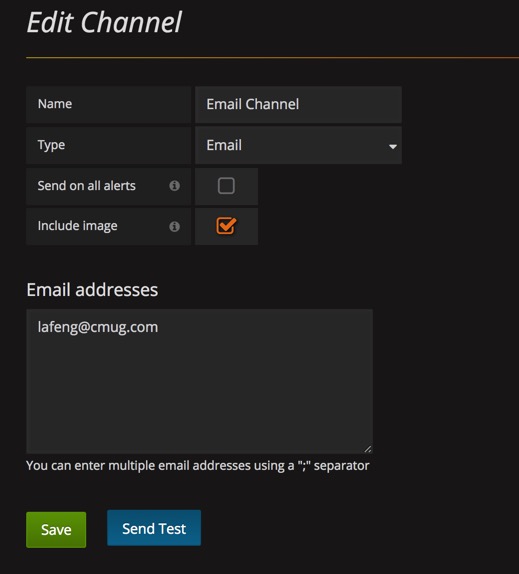 Edit Channel
Name
Email Channel
Type
Email
Send on all alerts
Include image
Email addresses
lafeng@cmug.com
You can enter multiple email addresses using a ";" separator
Save
Send Test